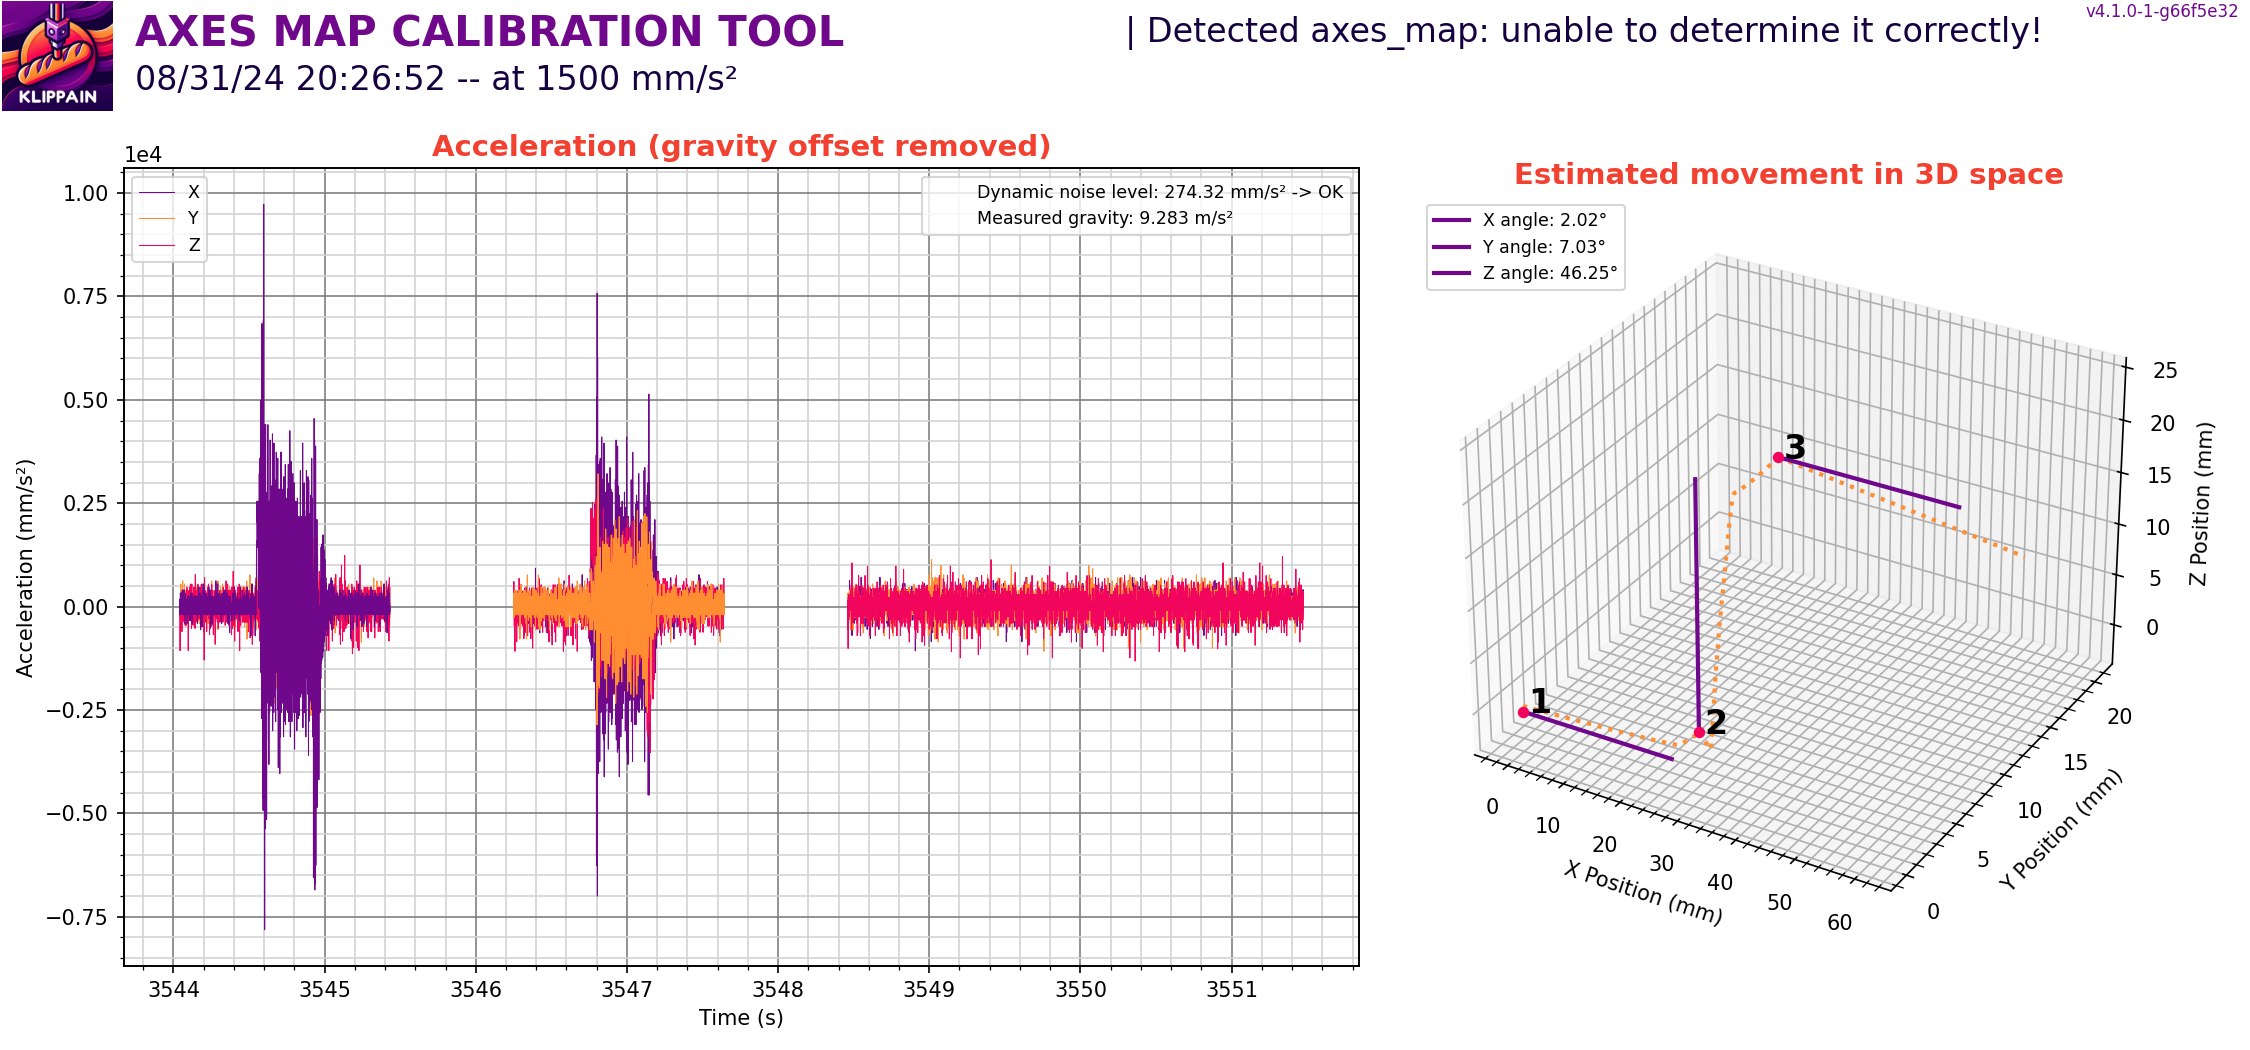 KLIPPAIN
AXES MAP CALIBRATION TOOL
08/31/24 20:26:52 -- at 1500 mm/s²
| Detected axes_map: unable to determine it correctly!
v4.1.0-1-g66f5e32
Acceleration (gravity offset removed)
1e4
X
Y
Z
Dynamic noise level: 274.32 mm/s² -> OK
Measured gravity: 9.283 m/s²
1.00
0.75
0.50
0.25
0.00
−0.25
−0.50
−0.75
Acceleration (mm/s²)
3544 3545 3546 3547 3548 3549 3550 3551
Time (s)
Estimated movement in 3D space
X angle: 2.02°
Y angle: 7.03°
Z angle: 46.25°
1
2
3
0 10 20 30 40 50 60
X Position (mm)
0 5 10 15 20
Y Position (mm)
25
20
15
10
5
0
Z Position (mm)